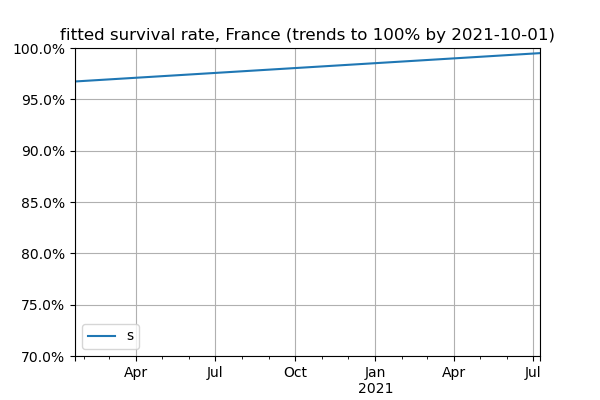 fitted survival rate, France (trends to 100% by 2021-10-01)
100.0%
95.0%
90.0%
85.0%
80.0%
75.0%
70.0%
s
Apr Jul Oct Jan Apr Jul
2021